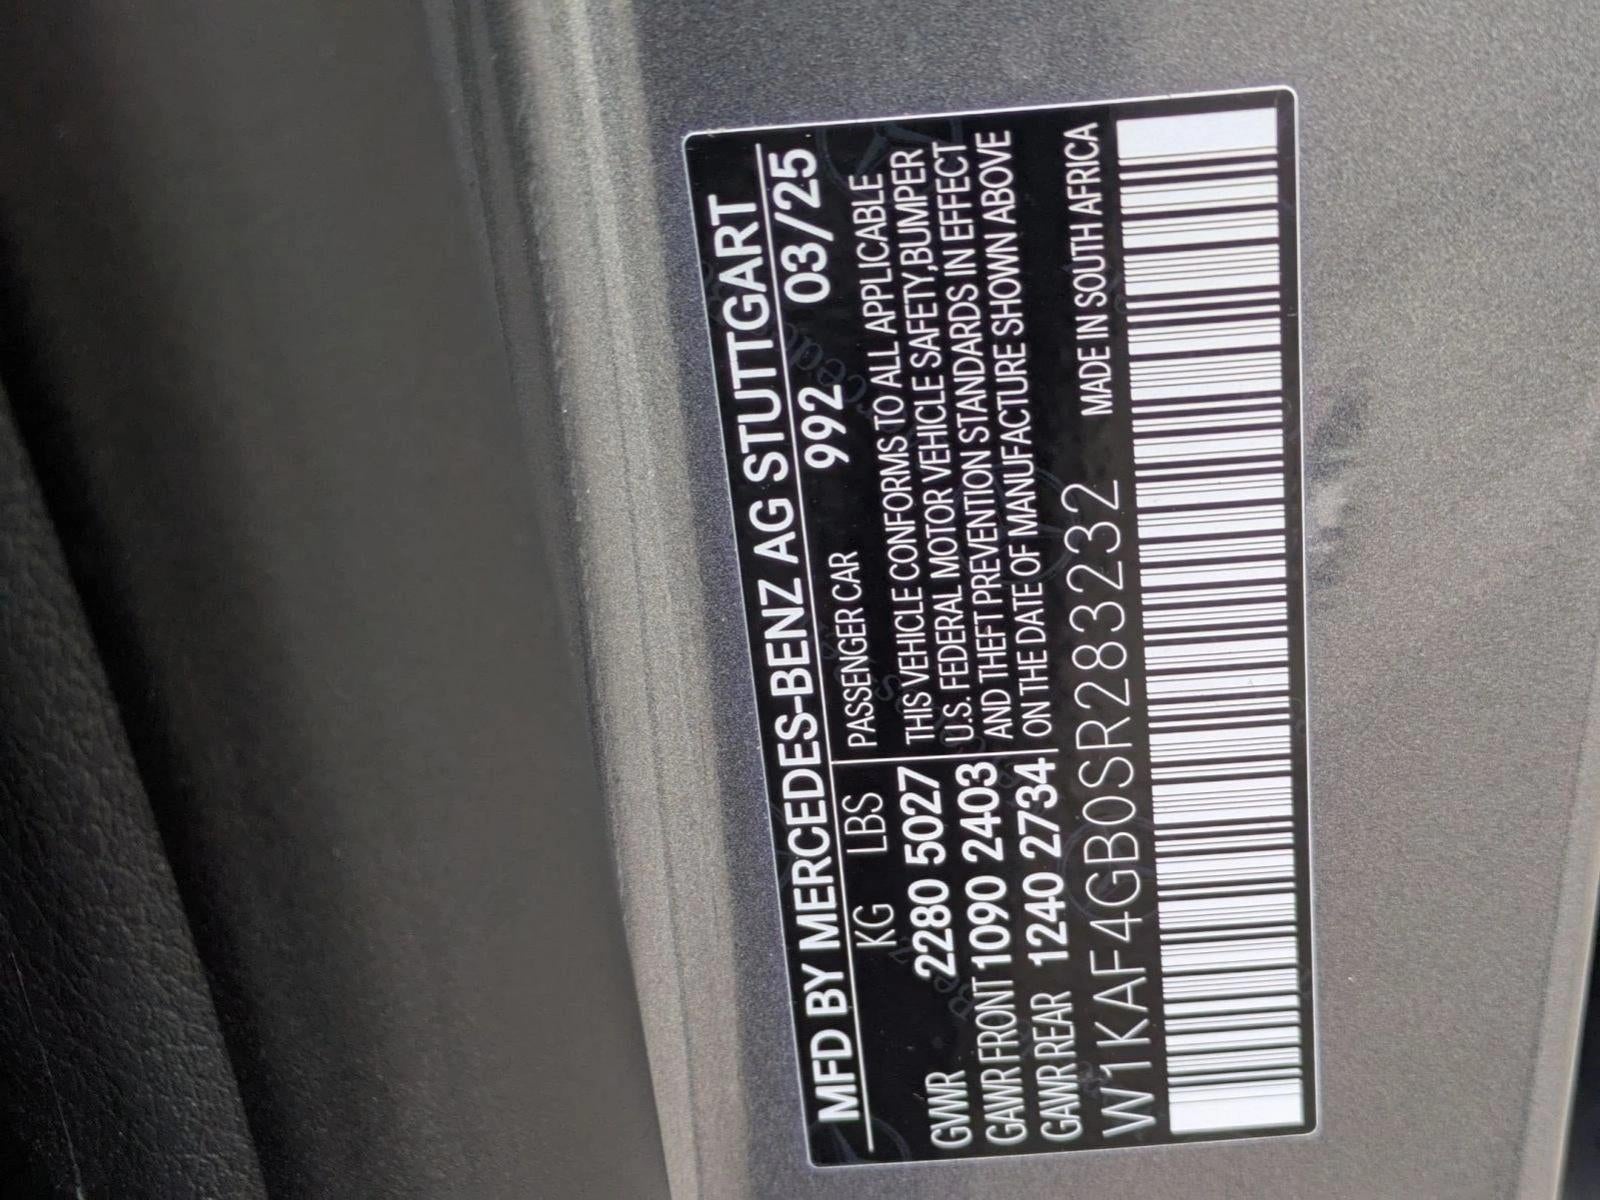 MFD BY MERCEDES-BENZ AG STUTTGART
992 03/25
KG LBS
PASSENGER CAR
GWWR 2280 5027
GAWR FRONT 1090 2403
GAWR REAR 1240 2734
THIS VEHICLE CONFORMS TO ALL APPLICABLE
U.S. FEDERAL MOTOR VEHICLE SAFETY,BUMPER
AND THEFT PREVENTION STANDARDS IN EFFECT
ON THE DATE OF MANUFACTURE SHOWN ABOVE
MADE IN SOUTH AFRICA
W1KAF4GB0SR283232